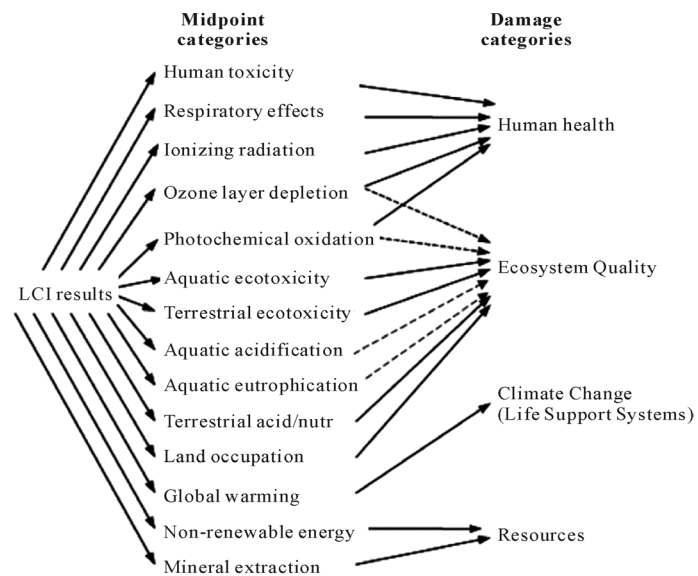 Midpoint
categories
Damage
categories
Human toxicity
Respiratory effects
Ionizing radiation
Ozone layer depletion
Photochemical oxidation
Aquatic ecotoxicity
Terrestrial ecotoxicity
Aquatic acidification
Aquatic eutrophication
Terrestrial acid/nutr
Land occupation
Global warming
Non-renewable energy
Mineral extraction
LCI results
Human health
Ecosystem Quality
Climate Change
(Life Support Systems)
Resources